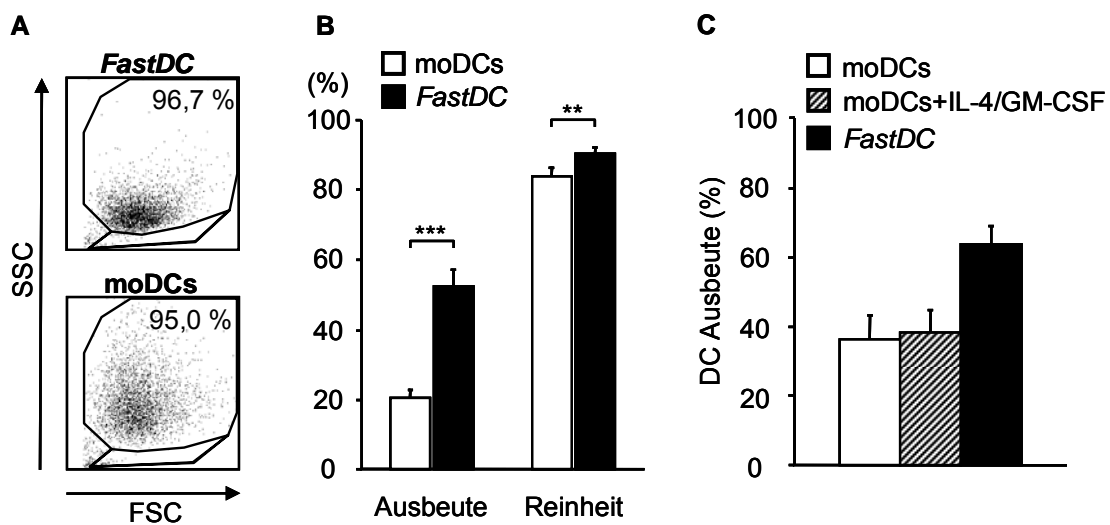 A
FastDC
96,7 %
moDCs
95,0 %
SSC
FSC
B
(%)
moDCs
FastDC
100
80
60
40
20
0
***
**
Ausbeute
Reinheit
C
moDCs
moDCs+IL-4/GM-CSF
FastDC
DC Ausbeute (%)
100
80
60
40
20
0